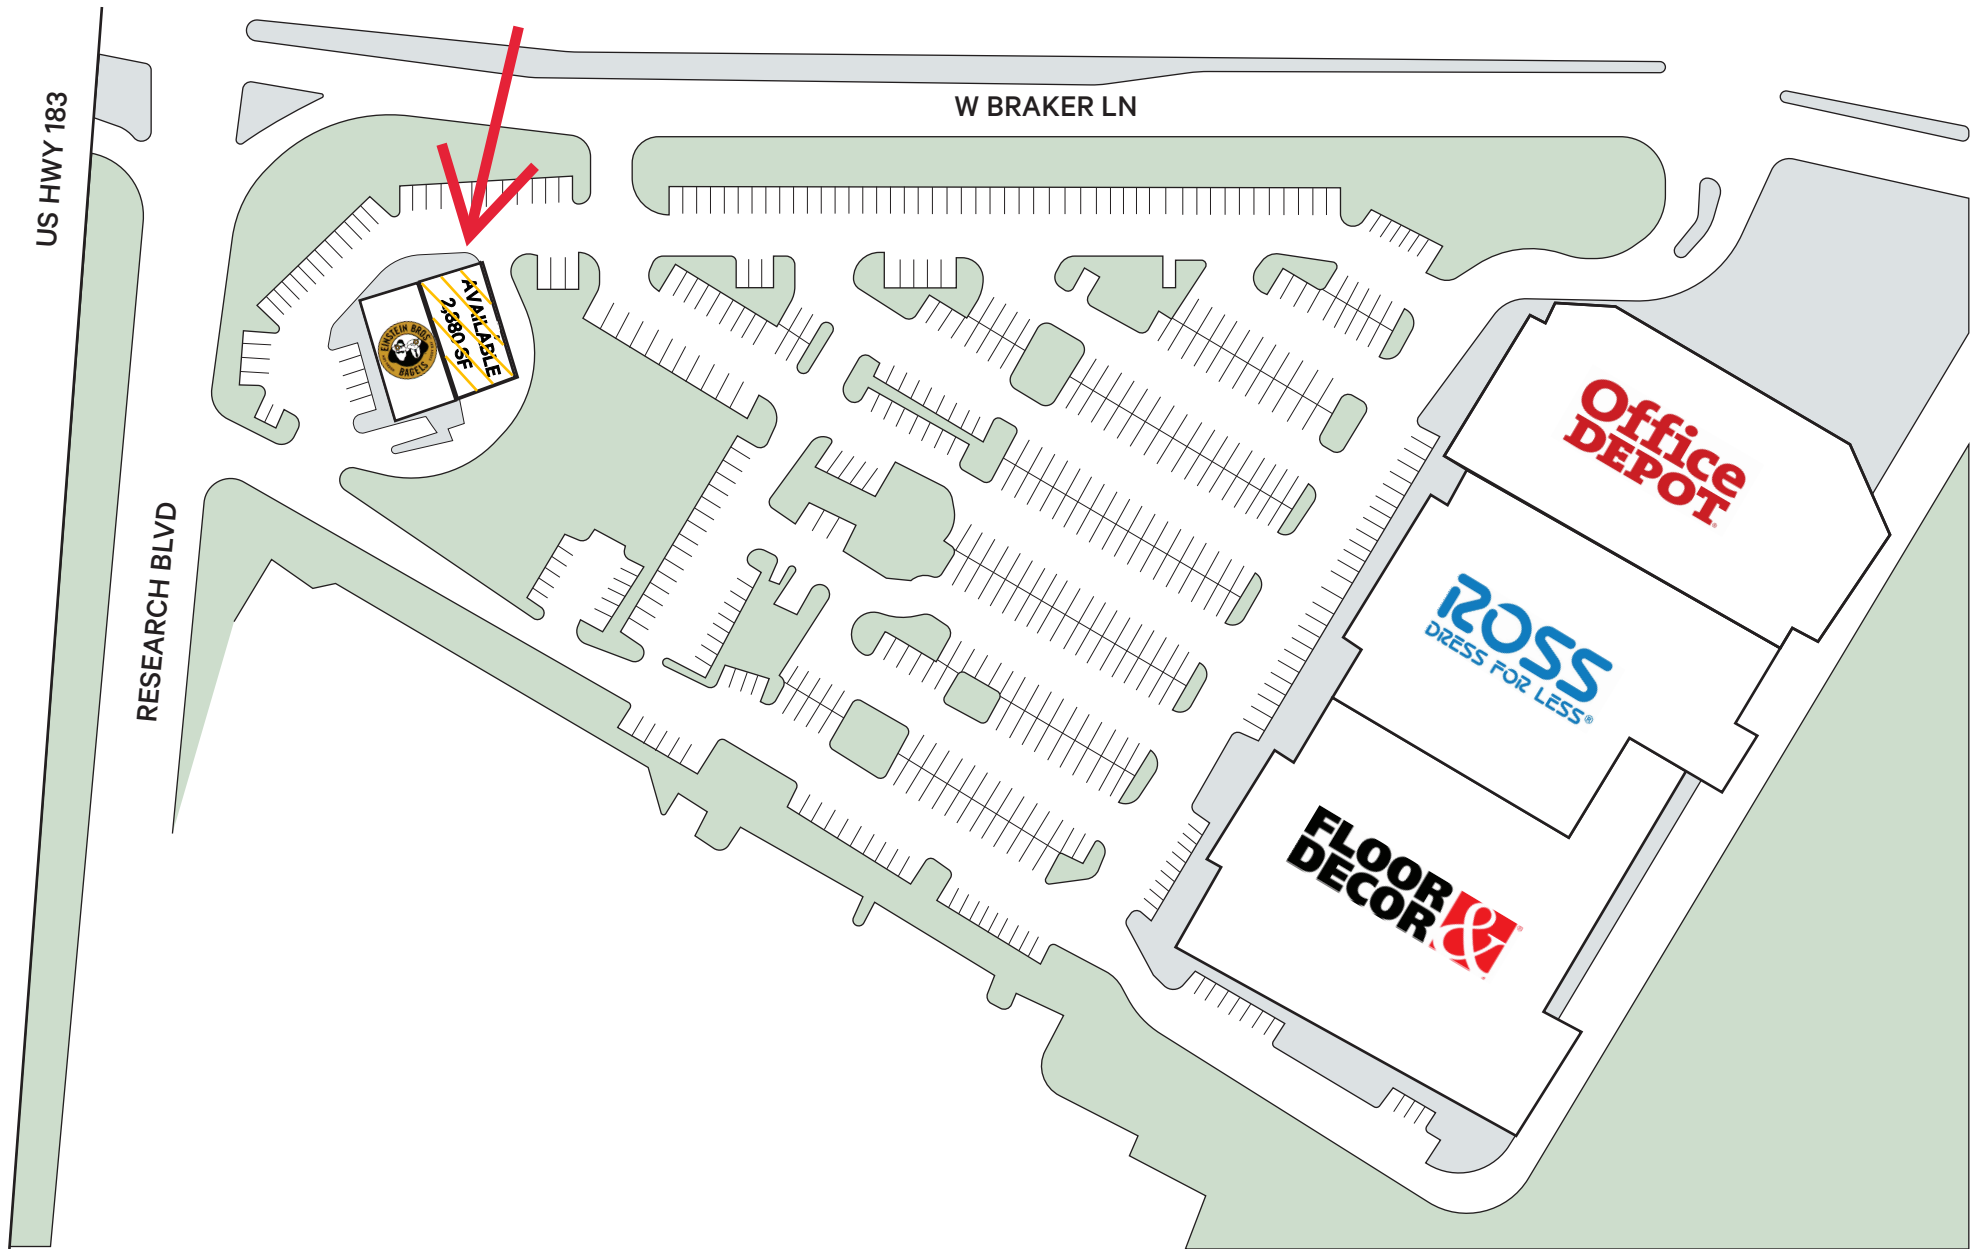 W BRAKER LN
US HWY 183
AVAILABLE
2,880 SF
EINSTEIN BROS
BAGELS
RESEARCH BLVD
Office
DEPOT
ROSS
DRESS FOR LESS®
FLOOR
DECOR &